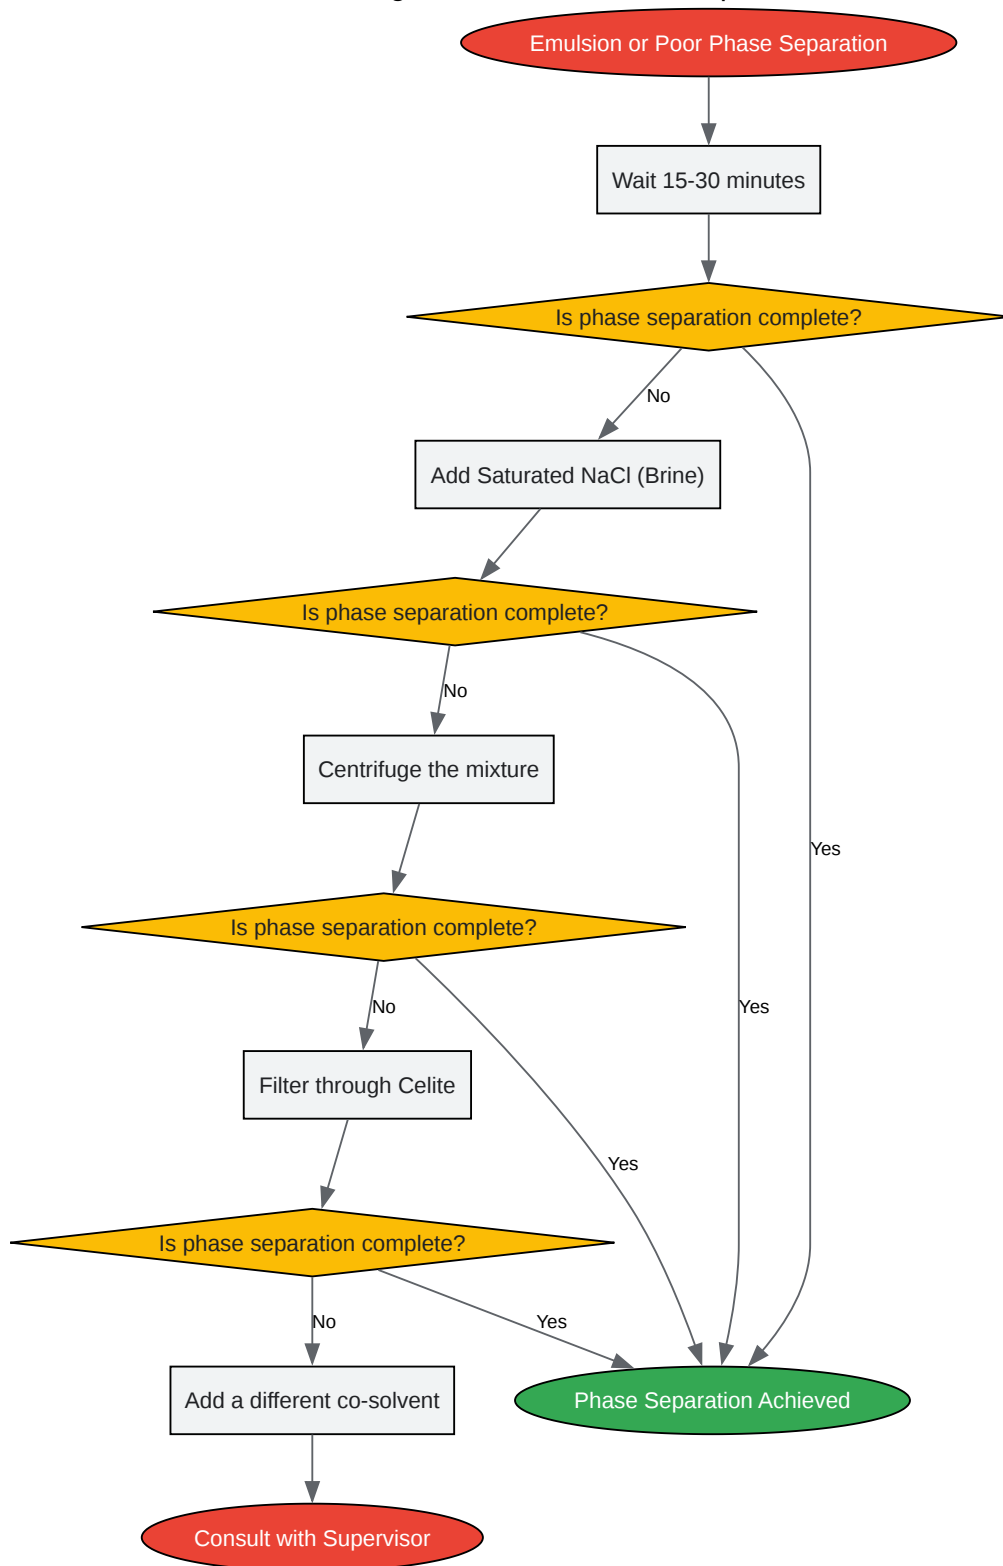 Emulsion or Poor Phase Separation
Wait 15-30 minutes
Is phase separation complete?
No
Add Saturated NaCl (Brine)
Is phase separation complete?
No
Centrifuge the mixture
Yes
Is phase separation complete?
No
Yes
Filter through Celite
Yes
Is phase separation complete?
No
Yes
Add a different co-solvent
Phase Separation Achieved
Consult with Supervisor